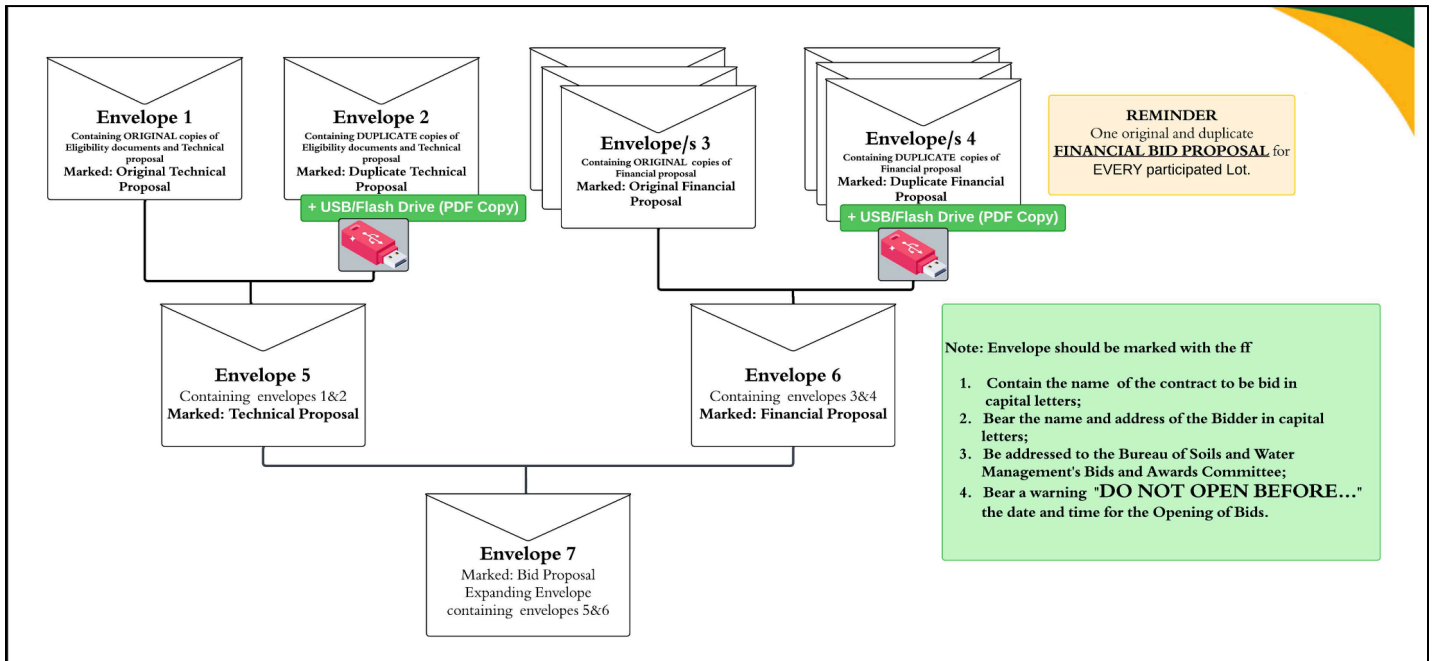 Envelope 1
Containing ORIGINAL copies of
Eligibility documents and Technical
proposal
Marked: Original Technical
Proposal
Envelope 2
Containing DUPLICATE copies of
Eligibility documents and Technical
proposal
Marked: Duplicate Technical
Proposal
+ USB/Flash Drive (PDF Copy)
Envelope/s 3
Containing ORIGINAL copies of
Financial proposal
Marked: Original Financial
Proposal
Envelope/s 4
Containing DUPLICATE copies of
Financial proposal
Marked: Duplicate Financial
Proposal
+ USB/Flash Drive (PDF Copy)
REMINDER
One original and duplicate
FINANCIAL BID PROPOSAL for
EVERY participated Lot.
Envelope 5
Containing envelopes 1&2
Marked: Technical Proposal
Envelope 6
Containing envelopes 3&4
Marked: Financial Proposal
Note: Envelope should be marked with the ff
1. Contain the name of the contract to be bid in
capital letters;
2. Bear the name and address of the Bidder in capital
letters;
3. Be addressed to the Bureau of Soils and Water
Management's Bids and Awards Committee;
4. Bear a warning "DO NOT OPEN BEFORE..."
the date and time for the Opening of Bids.
Envelope 7
Marked: Bid Proposal
Expanding Envelope
containing envelopes 5&6